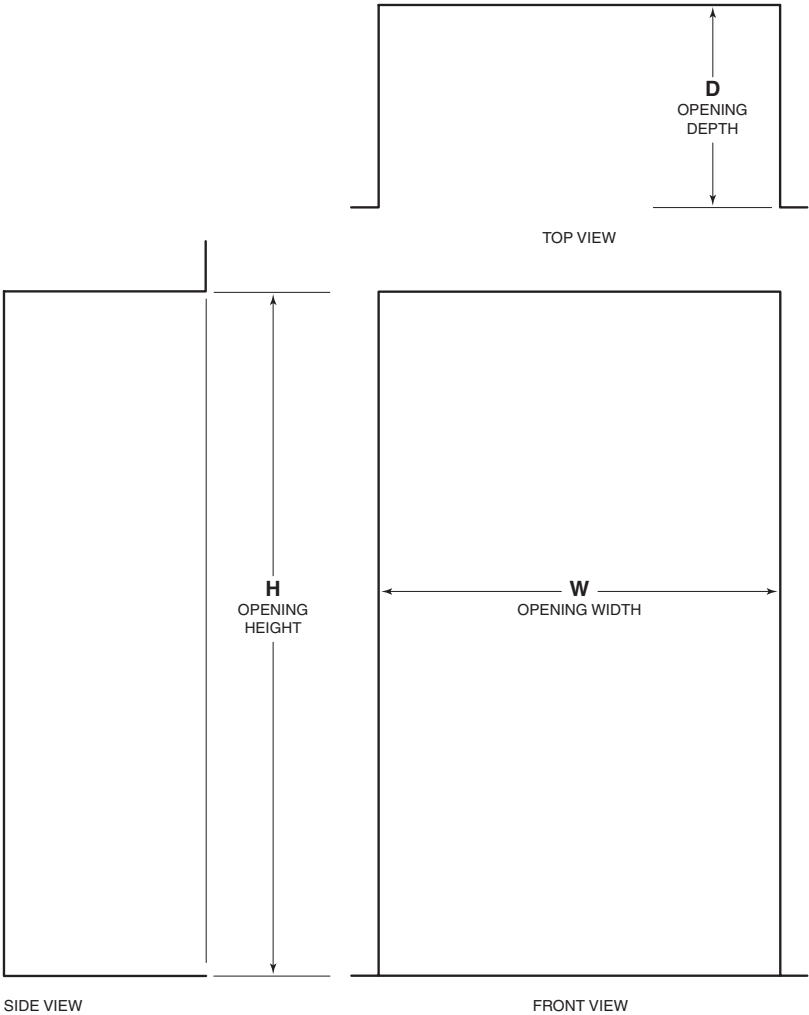 D
OPENING
DEPTH
TOP VIEW
H
OPENING
HEIGHT
W
OPENING WIDTH
SIDE VIEW
FRONT VIEW